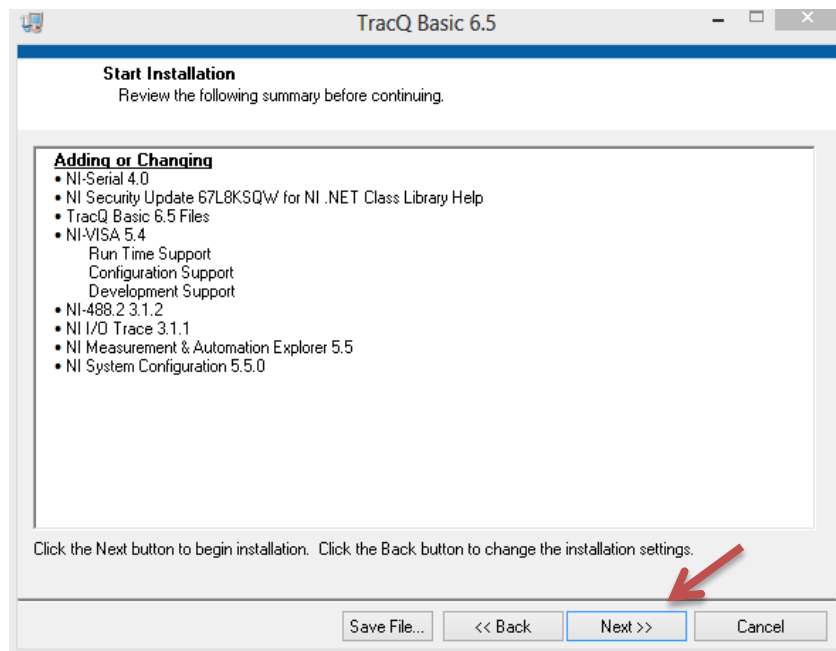 TracQ Basic 6.5
Start Installation
Review the following summary before continuing.
Adding or Changing
• NI-Serial 4.0
• NI Security Update 67L8KSQW for NI .NET Class Library Help
• TracQ Basic 6.5 Files
• NI-VISA 5.4
Run Time Support
Configuration Support
Development Support
• NI-488.2 3.1.2
• NI I/O Trace 3.1.1
• NI Measurement & Automation Explorer 5.5
• NI System Configuration 5.5.0
Click the Next button to begin installation. Click the Back button to change the installation settings.
Save File... << Back Next >> Cancel